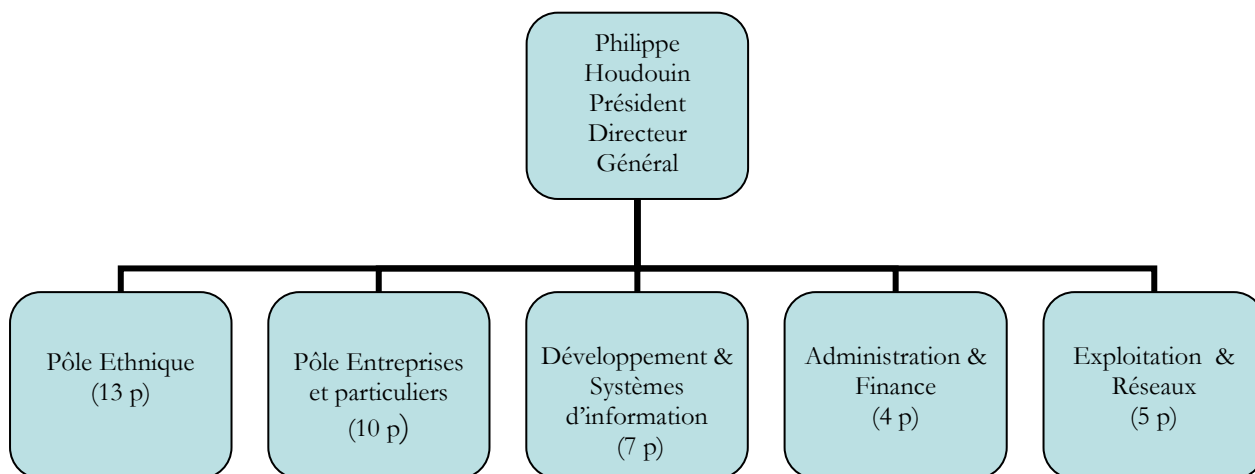 Philippe
Houdouin
Président
Directeur
Général
Pôle Ethnique
(13 p)
Pôle Entreprises
et particuliers
(10 p)
Développement &
Systèmes
d’information
(7 p)
Administration &
Finance
(4 p)
Exploitation &
Réseaux
(5 p)